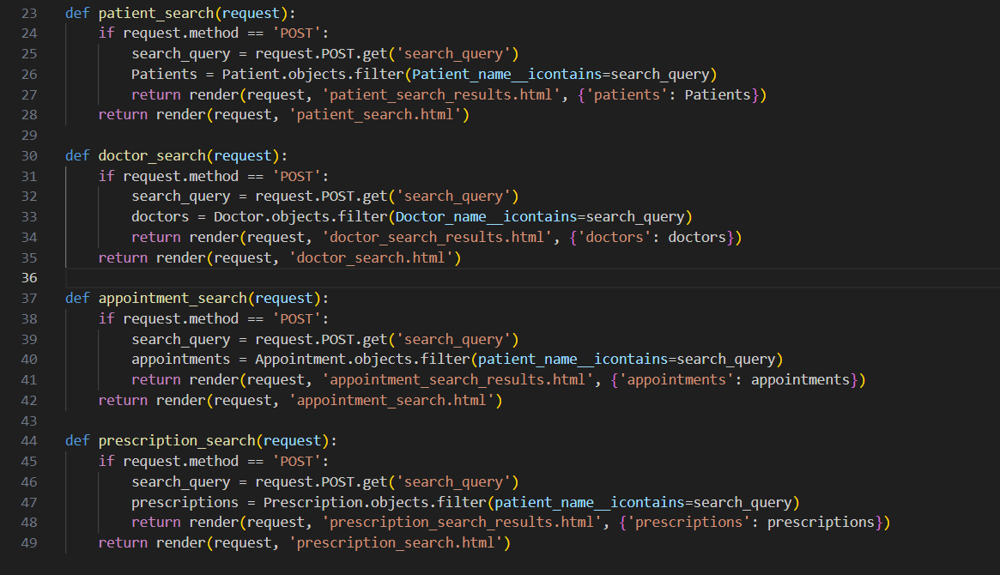 23 def patient_search(request):
24     if request.method == 'POST':
25         search_query = request.POST.get('search_query')
26         Patients = Patient.objects.filter(Patient_name__icontains=search_query)
27         return render(request, 'patient_search_results.html', {'patients': Patients})
28     return render(request, 'patient_search.html')
29
30 def doctor_search(request):
31     if request.method == 'POST':
32         search_query = request.POST.get('search_query')
33         doctors = Doctor.objects.filter(Doctor_name__icontains=search_query)
34         return render(request, 'doctor_search_results.html', {'doctors': doctors})
35     return render(request, 'doctor_search.html')
36
37 def appointment_search(request):
38     if request.method == 'POST':
39         search_query = request.POST.get('search_query')
40         appointments = Appointment.objects.filter(patient_name__icontains=search_query)
41         return render(request, 'appointment_search_results.html', {'appointments': appointments})
42     return render(request, 'appointment_search.html')
43
44 def prescription_search(request):
45     if request.method == 'POST':
46         search_query = request.POST.get('search_query')
47         prescriptions = Prescription.objects.filter(patient_name__icontains=search_query)
48         return render(request, 'prescription_search_results.html', {'prescriptions': prescriptions})
49     return render(request, 'prescription_search.html')